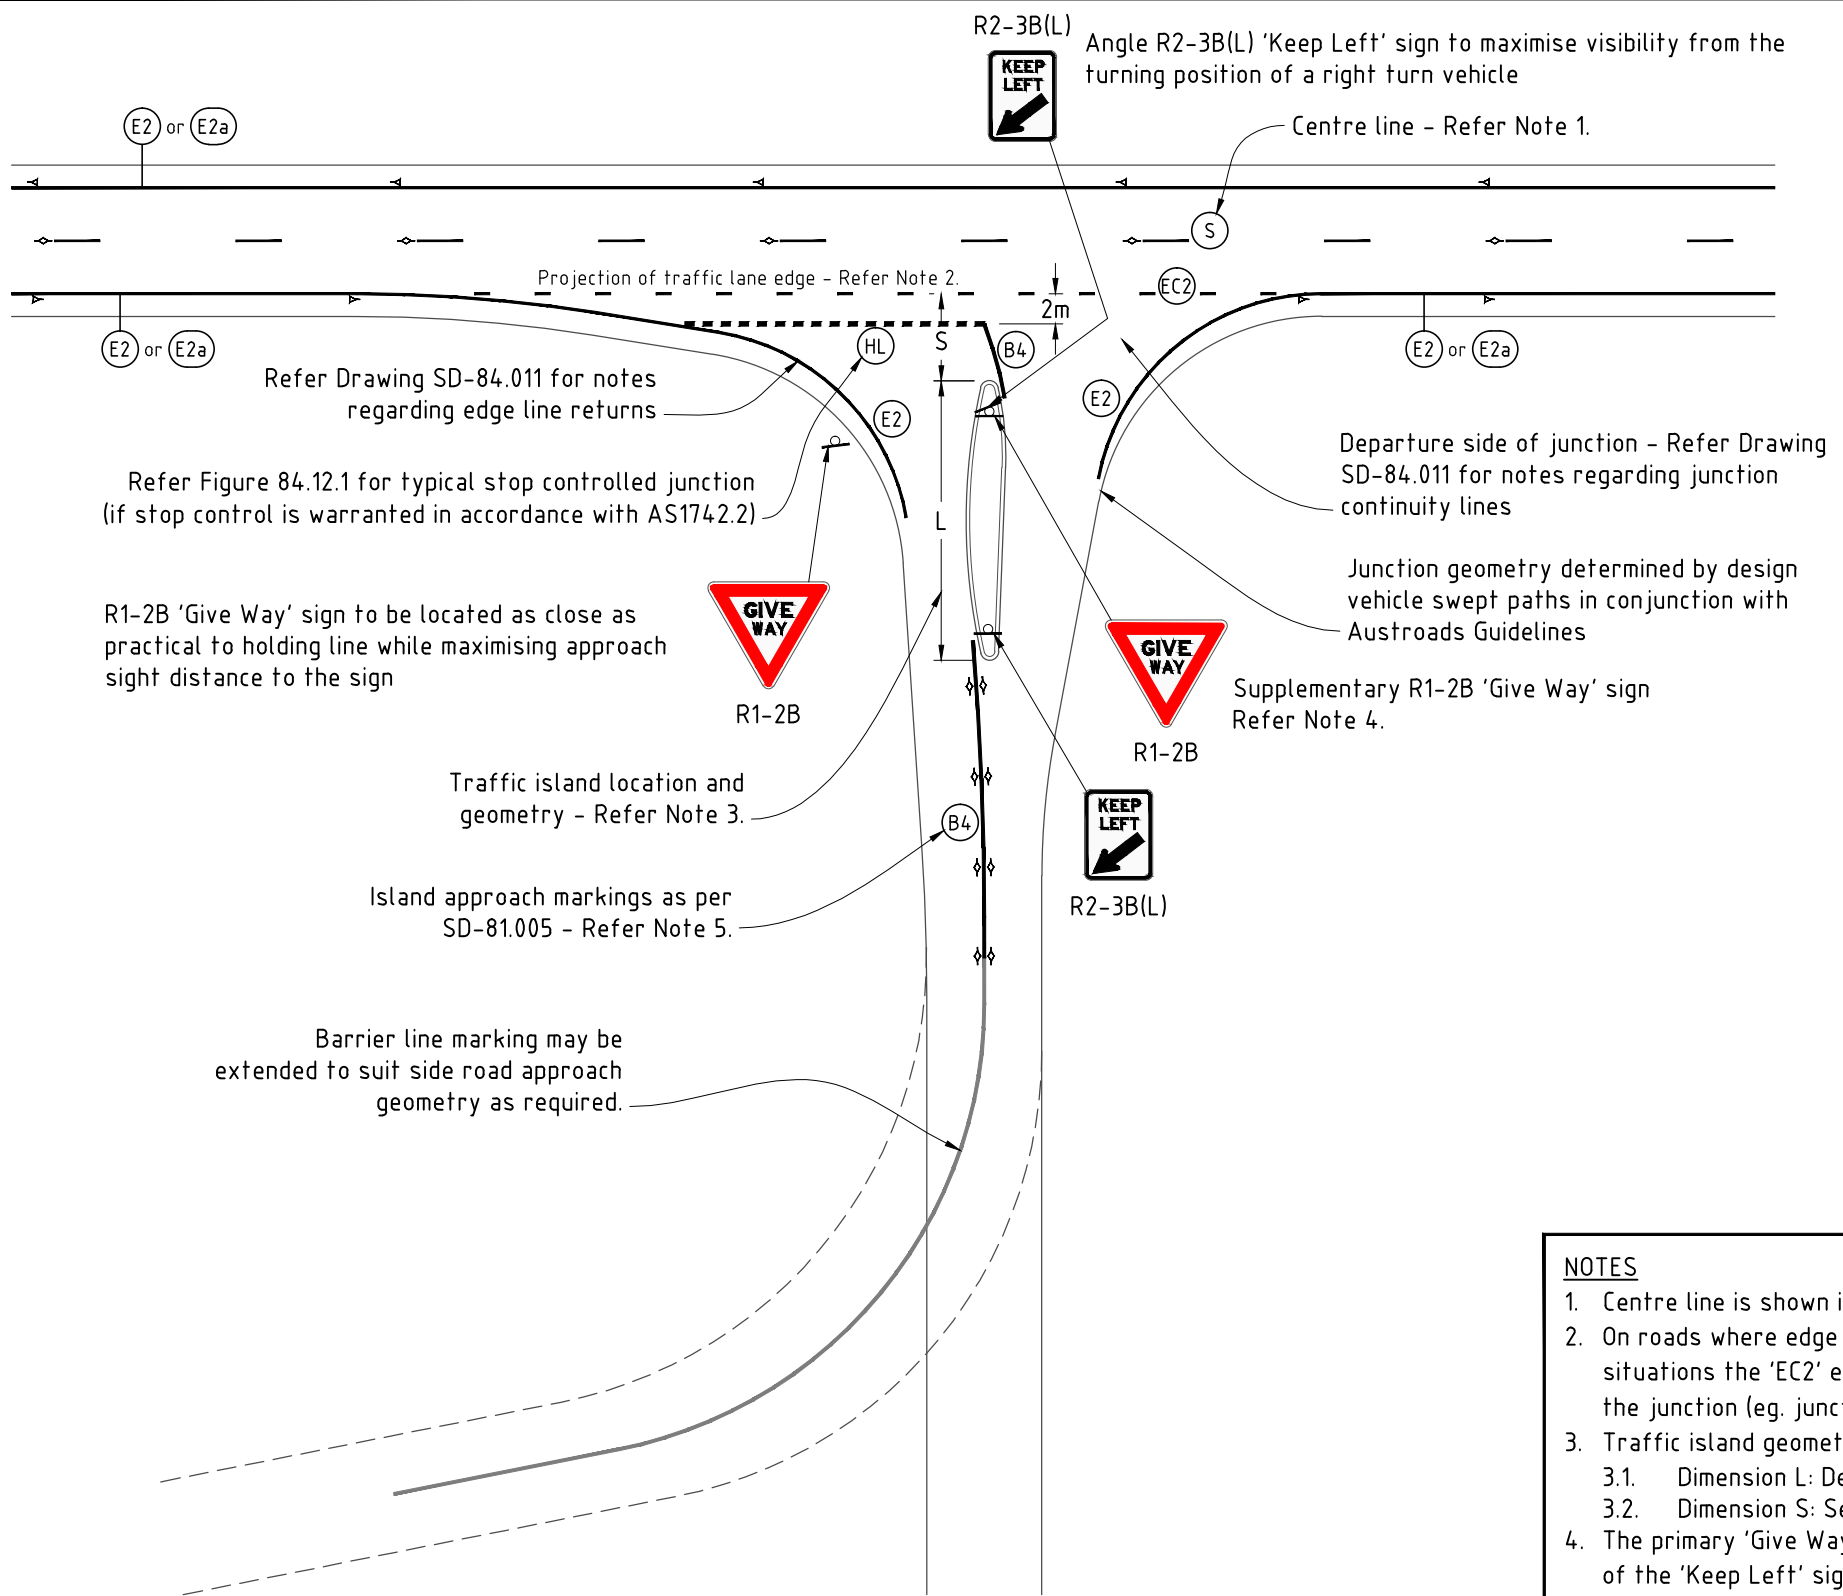 R2-3B(L)
KEEP
LEFT
Angle R2-3B(L) 'Keep Left' sign to maximise visibility from the
turning position of a right turn vehicle
Centre line - Refer Note 1.
E2 or E2a
S
Projection of traffic lane edge - Refer Note 2.
EC2
2m
E2 or E2a
HL
S
B4
E2 or E2a
Refer Drawing SD-84.011 for notes
regarding edge line returns
E2
E2
Departure side of junction - Refer Drawing
SD-84.011 for notes regarding junction
continuity lines
Refer Figure 84.12.1 for typical stop controlled junction
(if stop control is warranted in accordance with AS1742.2)
L
Junction geometry determined by design
vehicle swept paths in conjunction with
Austroads Guidelines
R1-2B 'Give Way' sign to be located as close as
practical to holding line while maximising approach
sight distance to the sign
GIVE
WAY
R1-2B
GIVE
WAY
R1-2B
Supplementary R1-2B 'Give Way' sign
Refer Note 4.
Traffic island location and
geometry - Refer Note 3.
B4
KEEP
LEFT
R2-3B(L)
Island approach markings as per
SD-81.005 - Refer Note 5.
Barrier line marking may be
extended to suit side road approach
geometry as required.
NOTES
1. Centre line is shown
2. On roads where edge
situations the 'EC2'
the junction (eg.
3. Traffic island
3.1. Dimension L:
3.2. Dimension S:
4. The primary 'Give Way
of the 'Keep Left'